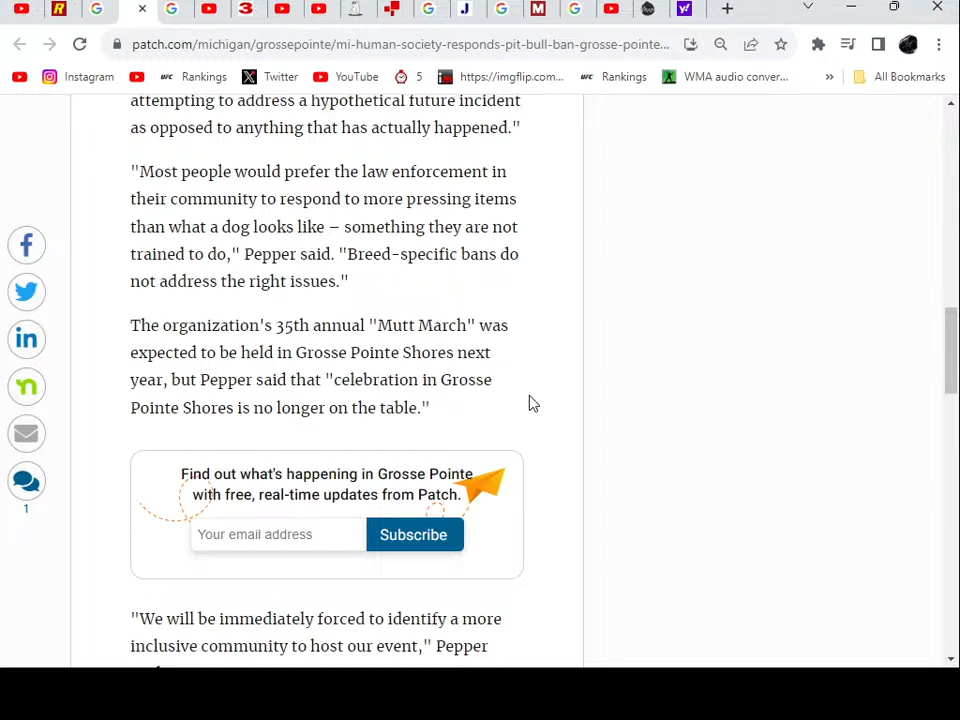 patch.com/michigan/grossepointe/mi-human-society-responds-pit-bull-ban-grosse-pointe...
Instagram
UFC Rankings
Twitter
YouTube
5
https://imgflip.com...
UFC Rankings
WMA audio conver...
»
All Bookmarks
attempting to address a hypothetical future incident
as opposed to anything that has actually happened."
"Most people would prefer the law enforcement in
their community to respond to more pressing items
than what a dog looks like – something they are not
trained to do," Pepper said. "Breed-specific bans do
not address the right issues."
The organization's 35th annual "Mutt March" was
expected to be held in Grosse Pointe Shores next
year, but Pepper said that "celebration in Grosse
Pointe Shores is no longer on the table."
1
Find out what's happening in Grosse Pointe
with free, real-time updates from Patch.
Your email address
Subscribe
"We will be immediately forced to identify a more
inclusive community to host our event," Pepper